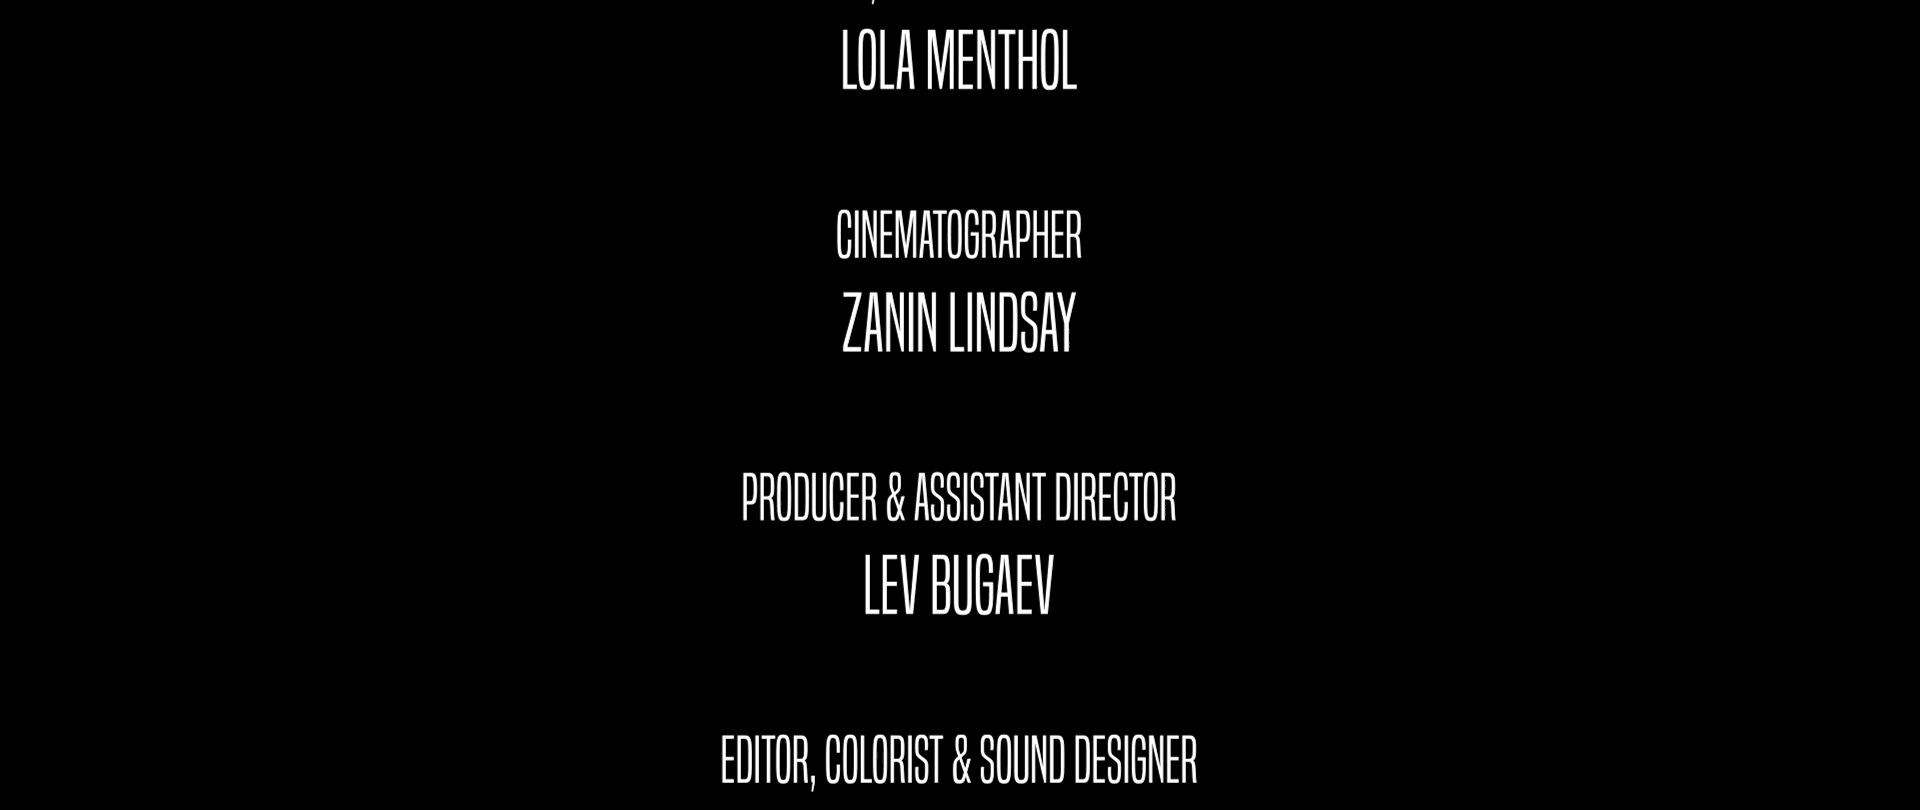 LOLA MENTHOL
CINEMATOGRAPHER
ZANIN LINDSAY
PRODUCER & ASSISTANT DIRECTOR
LEV BUGAEV
EDITOR, COLORIST & SOUND DESIGNER